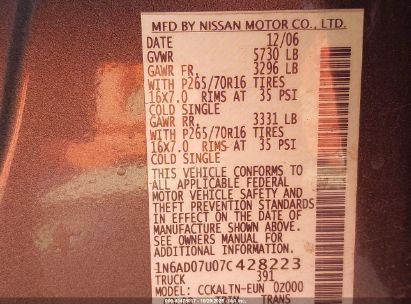 MFD BY NISSAN MOTOR CO., LTD.
DATE 12/06
GVWR 5730 LB
GAWR FR. 3296 LB
WITH P265/70R16 TIRES
16X7.0 RIMS AT 35 PSI
COLD SINGLE
GAWR RR. 3331 LB
WITH P265/70R16 TIRES
16X7.0 RIMS AT 35 PSI
COLD SINGLE
THIS VEHICLE CONFORMS TO
ALL APPLICABLE FEDERAL
MOTOR VEHICLE SAFETY AND
THEFT PREVENTION STANDARDS
IN EFFECT ON THE DATE OF
MANUFACTURE SHOWN ABOVE.
SEE OWNERS MANUAL FOR
ADDITIONAL INFORMATION.
1N6AD07U07C428223
TRUCK 391
MODEL CCKALTN-EUN 0Z000
TRANS